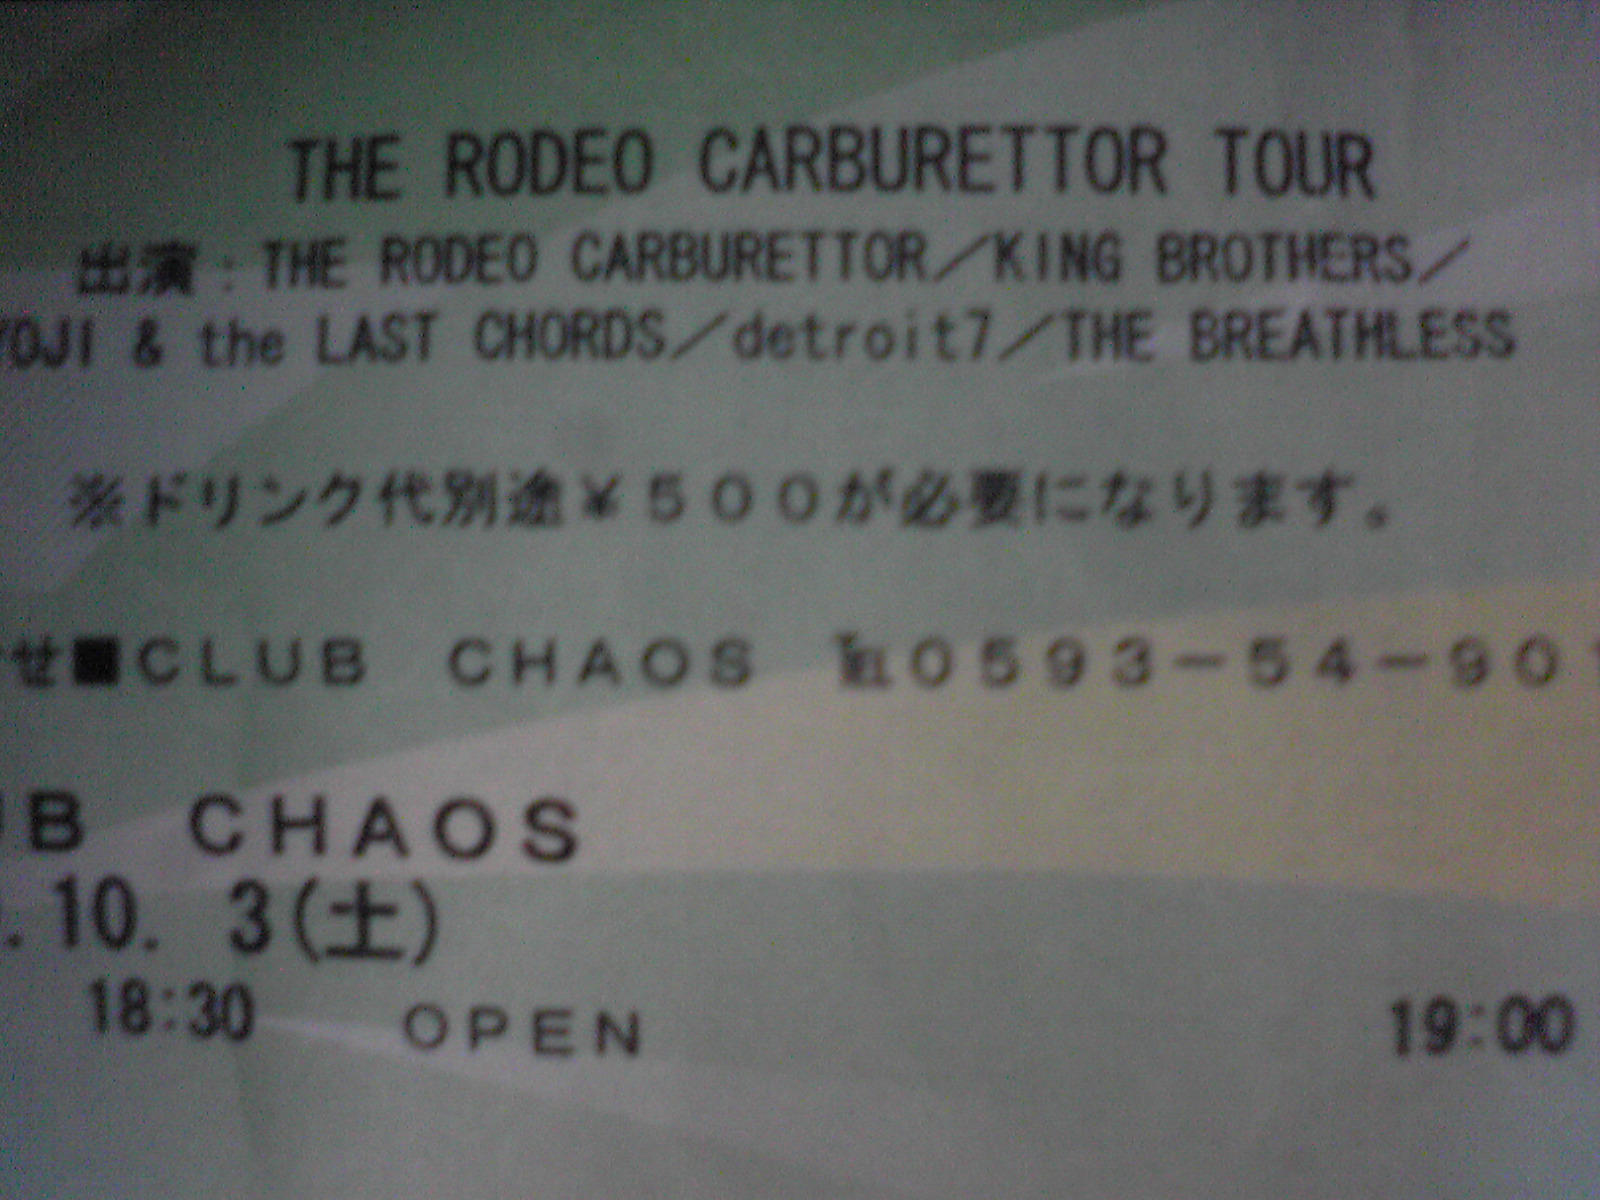 THE RODEO CARBURETTOR TOUR
出演:THE RODEO CARBURETTOR/KING BROTHERS/
YOJI & the LAST CHORDS/detroit7/THE BREATHLESS
※ドリンク代別途¥500が必要になります。
せ■CLUB CHAOS ℡0593-54-90
B CHAOS
.10. 3(土)
18:30 OPEN 19:00